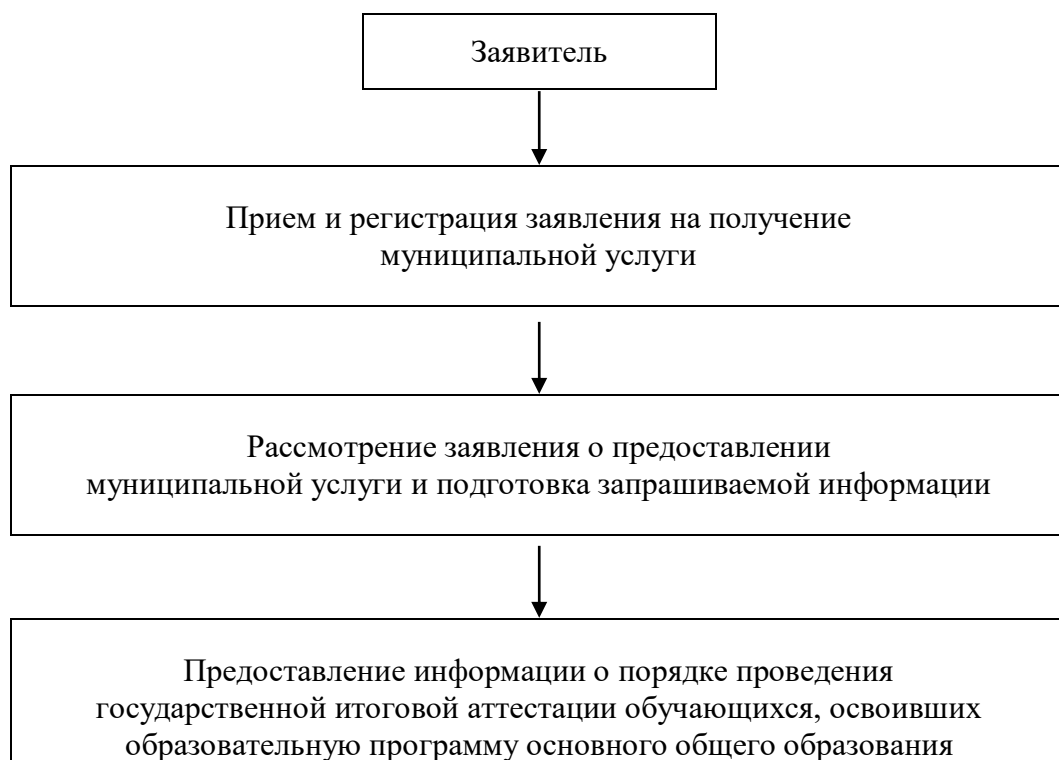 Заявитель
Прием и регистрация заявления на получение
муниципальной услуги
Рассмотрение заявления о предоставлении
муниципальной услуги и подготовка запрашиваемой информации
Предоставление информации о порядке проведения
государственной итоговой аттестации обучающихся, освоивших
образовательную программу основного общего образования